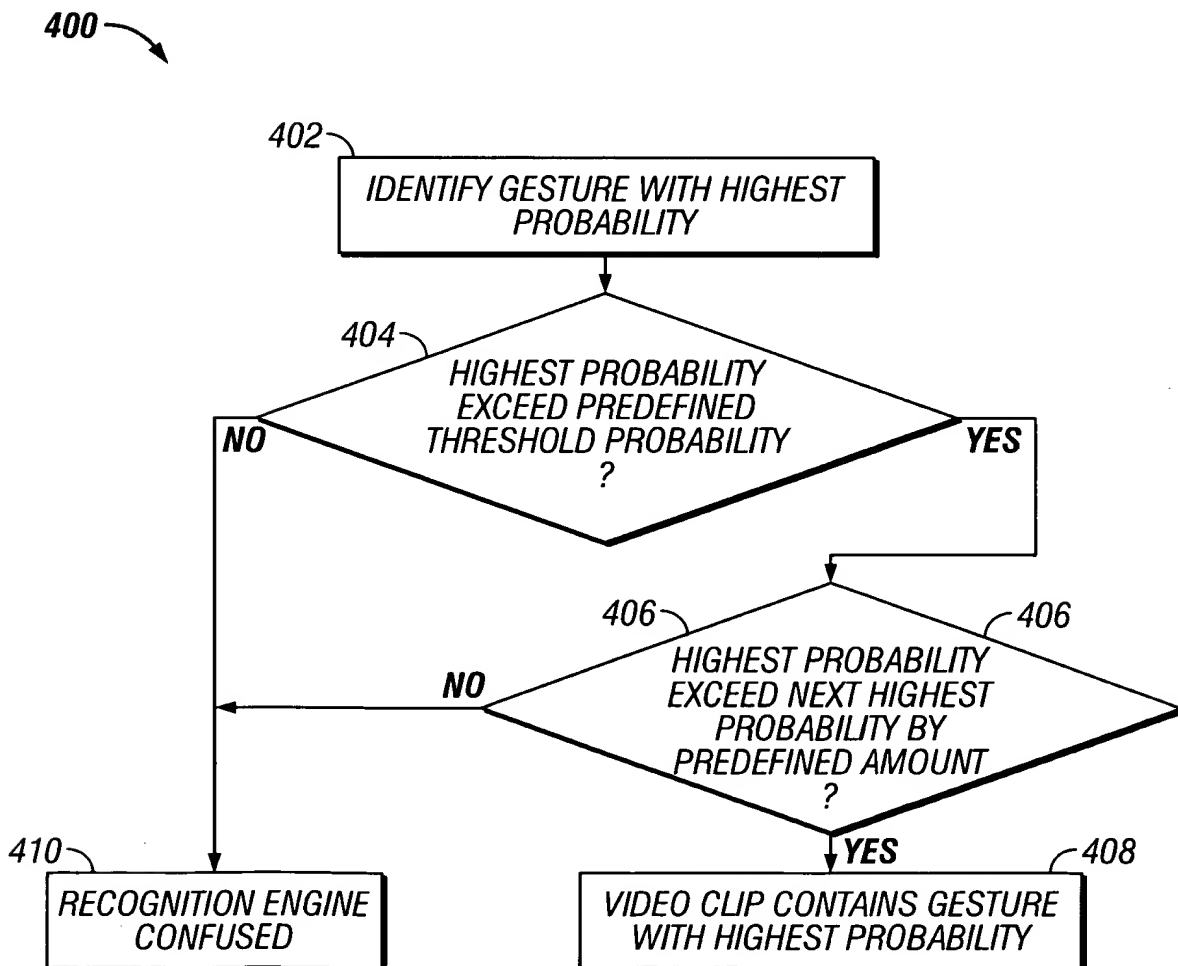 400
402
IDENTIFY GESTURE WITH HIGHEST
PROBABILITY
404
HIGHEST PROBABILITY
EXCEED PREDEFINED
THRESHOLD PROBABILITY
?
NO
YES
406
406
HIGHEST PROBABILITY
EXCEED NEXT HIGHEST
PROBABILITY BY
PREDEFINED AMOUNT
?
NO
YES
410
RECOGNITION ENGINE
CONFUSED
408
VIDEO CLIP CONTAINS GESTURE
WITH HIGHEST PROBABILITY